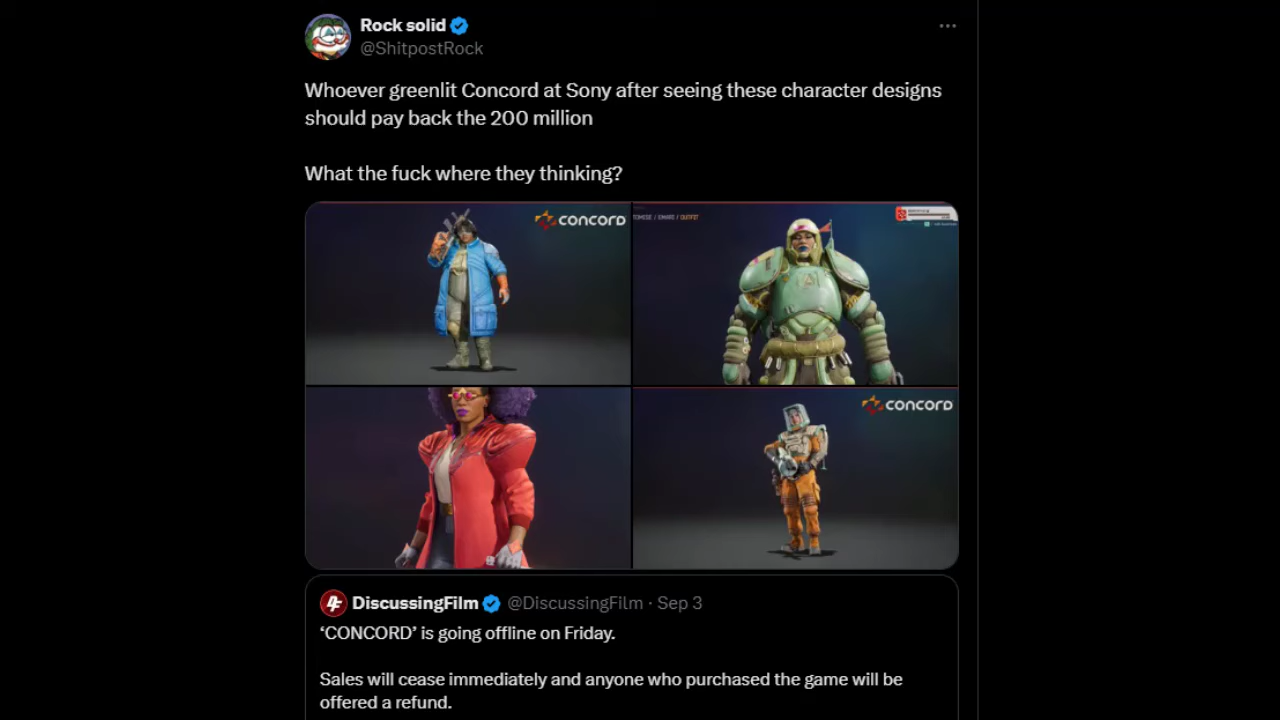 Rock solid
@ShitpostRock
Whoever greenlit Concord at Sony after seeing these character designs
should pay back the 200 million
What the fuck where they thinking?
CONCORD
OUTFIT
CONCORD
DiscussingFilm @DiscussingFilm · Sep 3
‘CONCORD’ is going offline on Friday.
Sales will cease immediately and anyone who purchased the game will be
offered a refund.